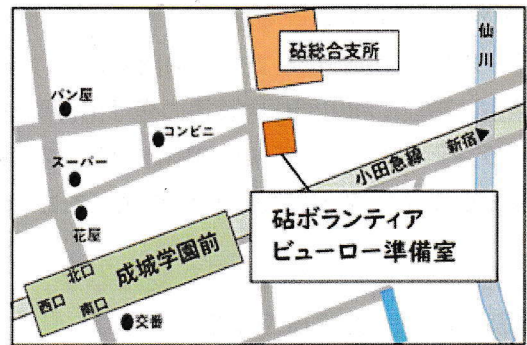 砧総合支所
仙川
パン屋
コンビニ
スーパー
小田急線
新宿▶
花屋
砧ボランティア
ビューロー準備室
成城学園前
北口
西口
南口
交番